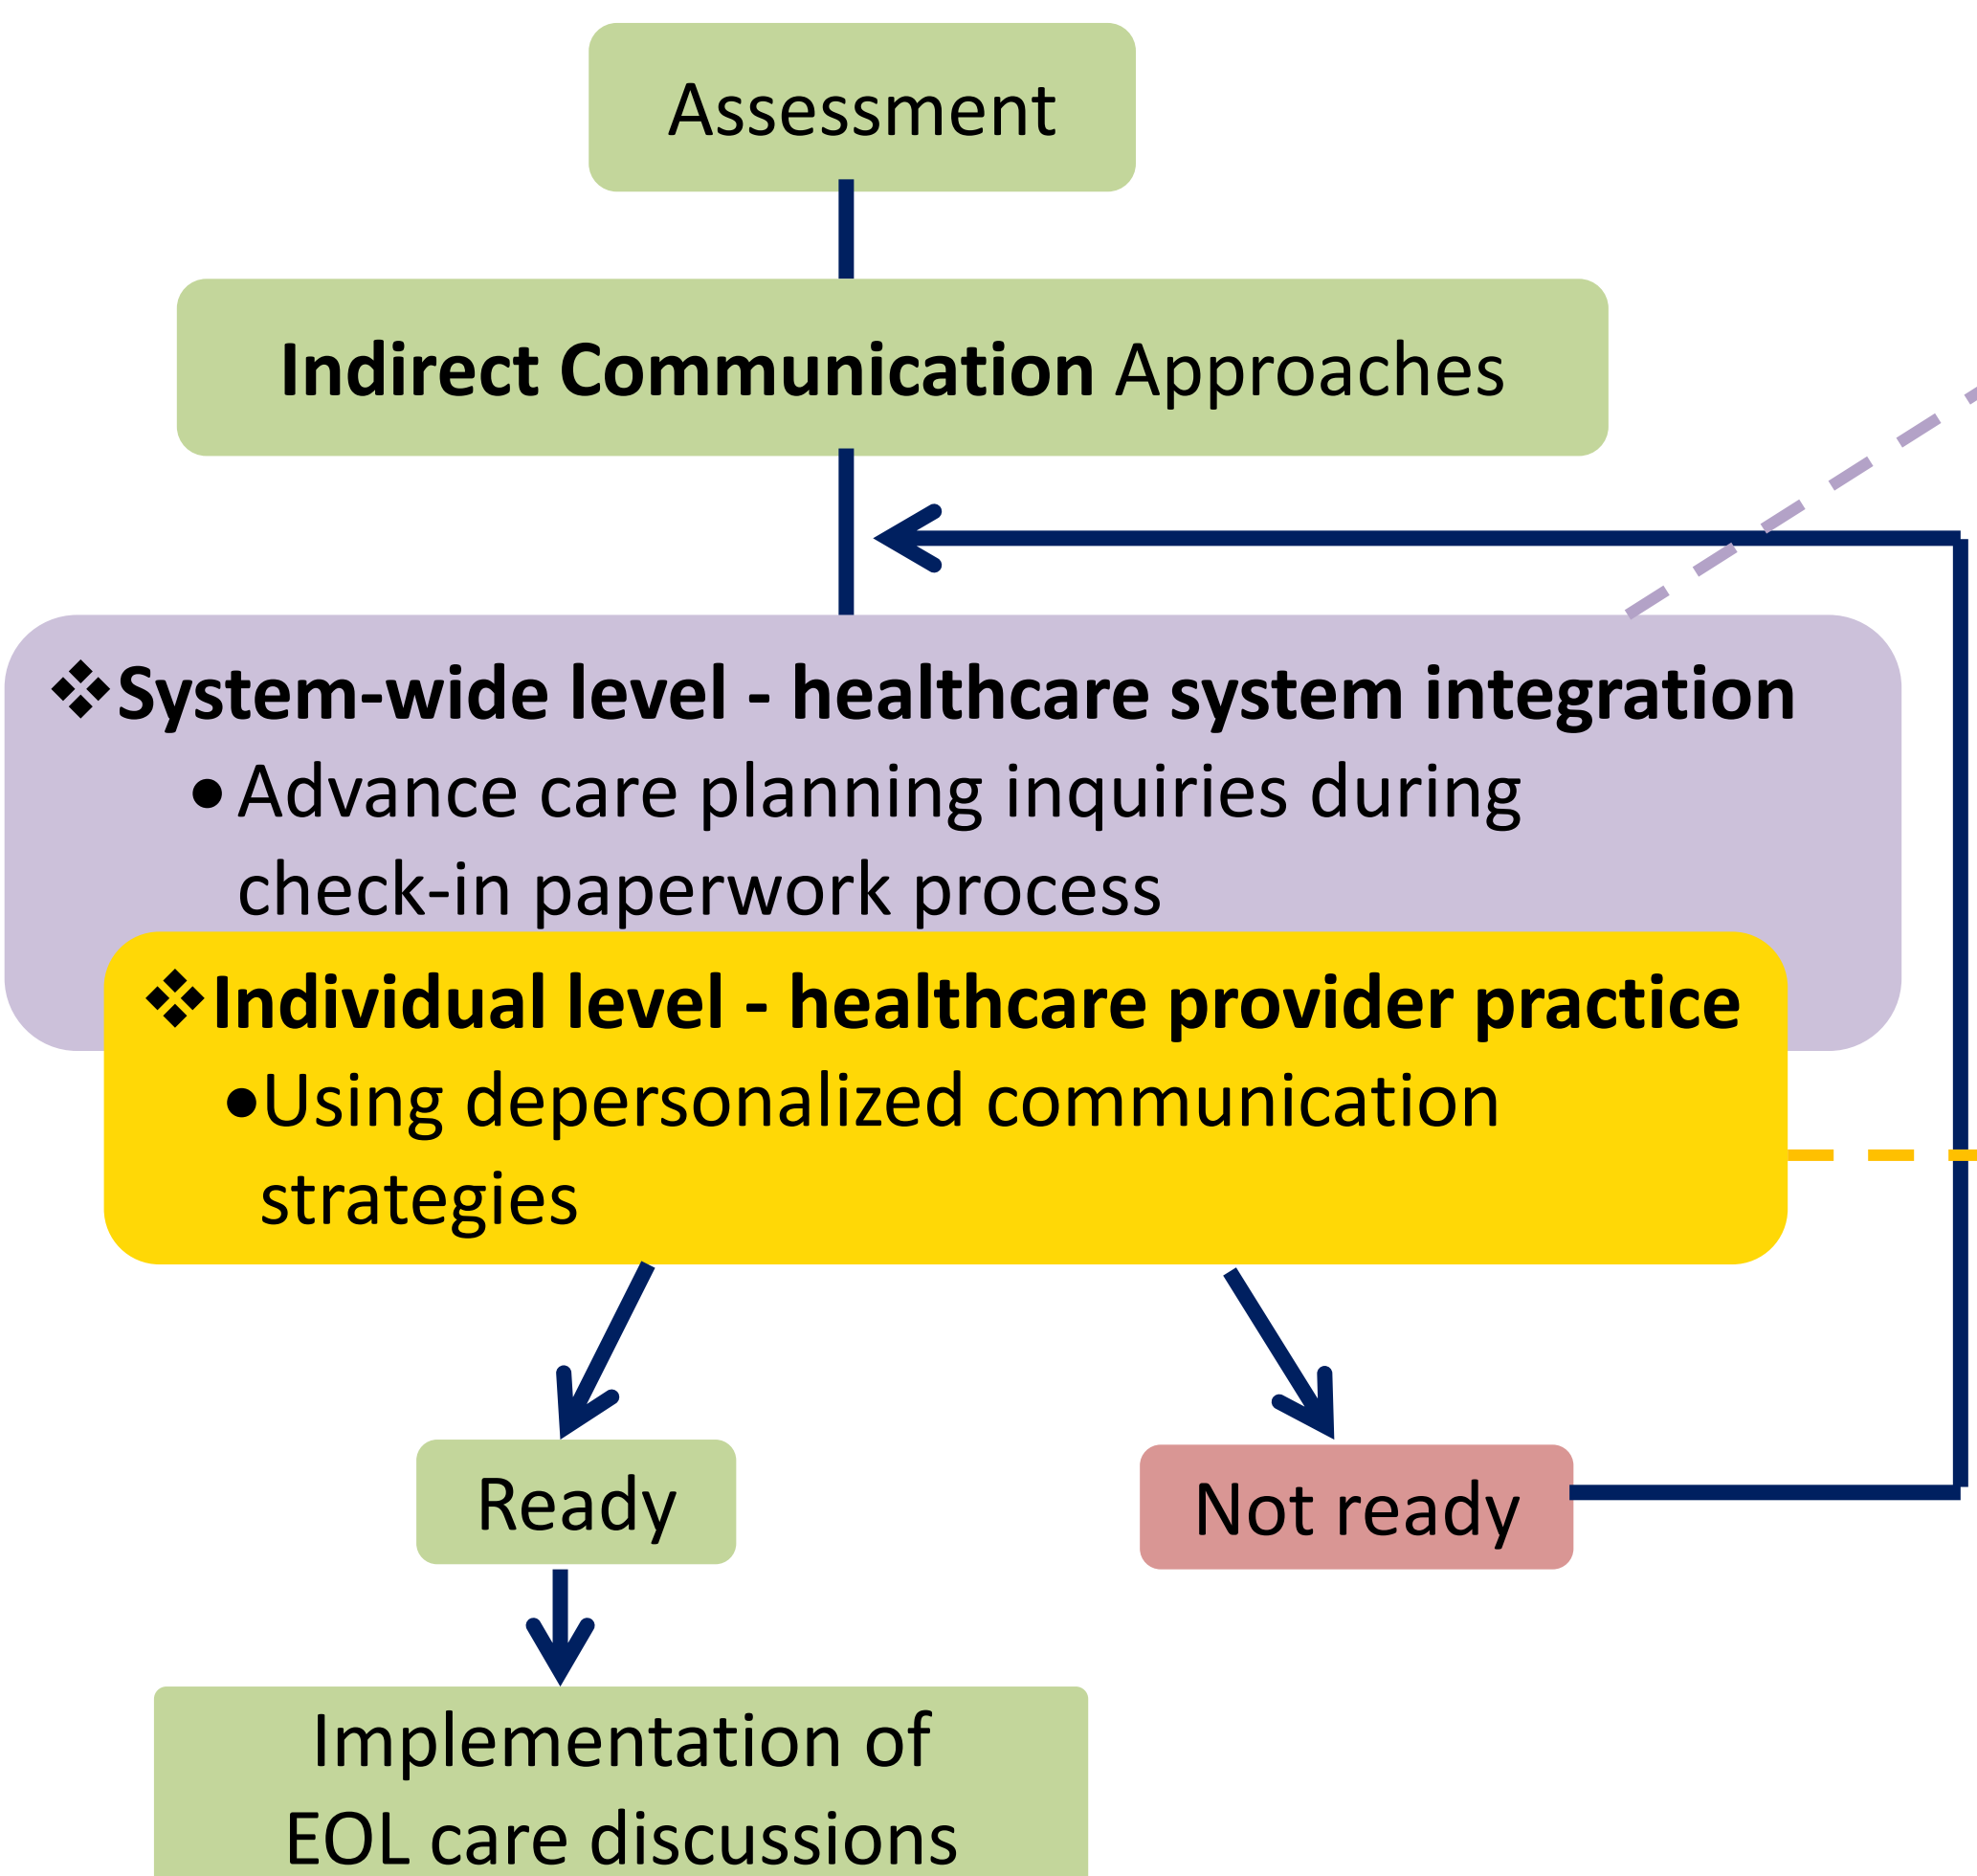 Assessment
Indirect Communication Approaches
❖System-wide level - healthcare system integration
● Advance care planning inquiries during
check-in paperwork process
❖Individual level - healthcare provider practice
●Using depersonalized communication
strategies
Ready
Not ready
Implementation of
EOL care discussions